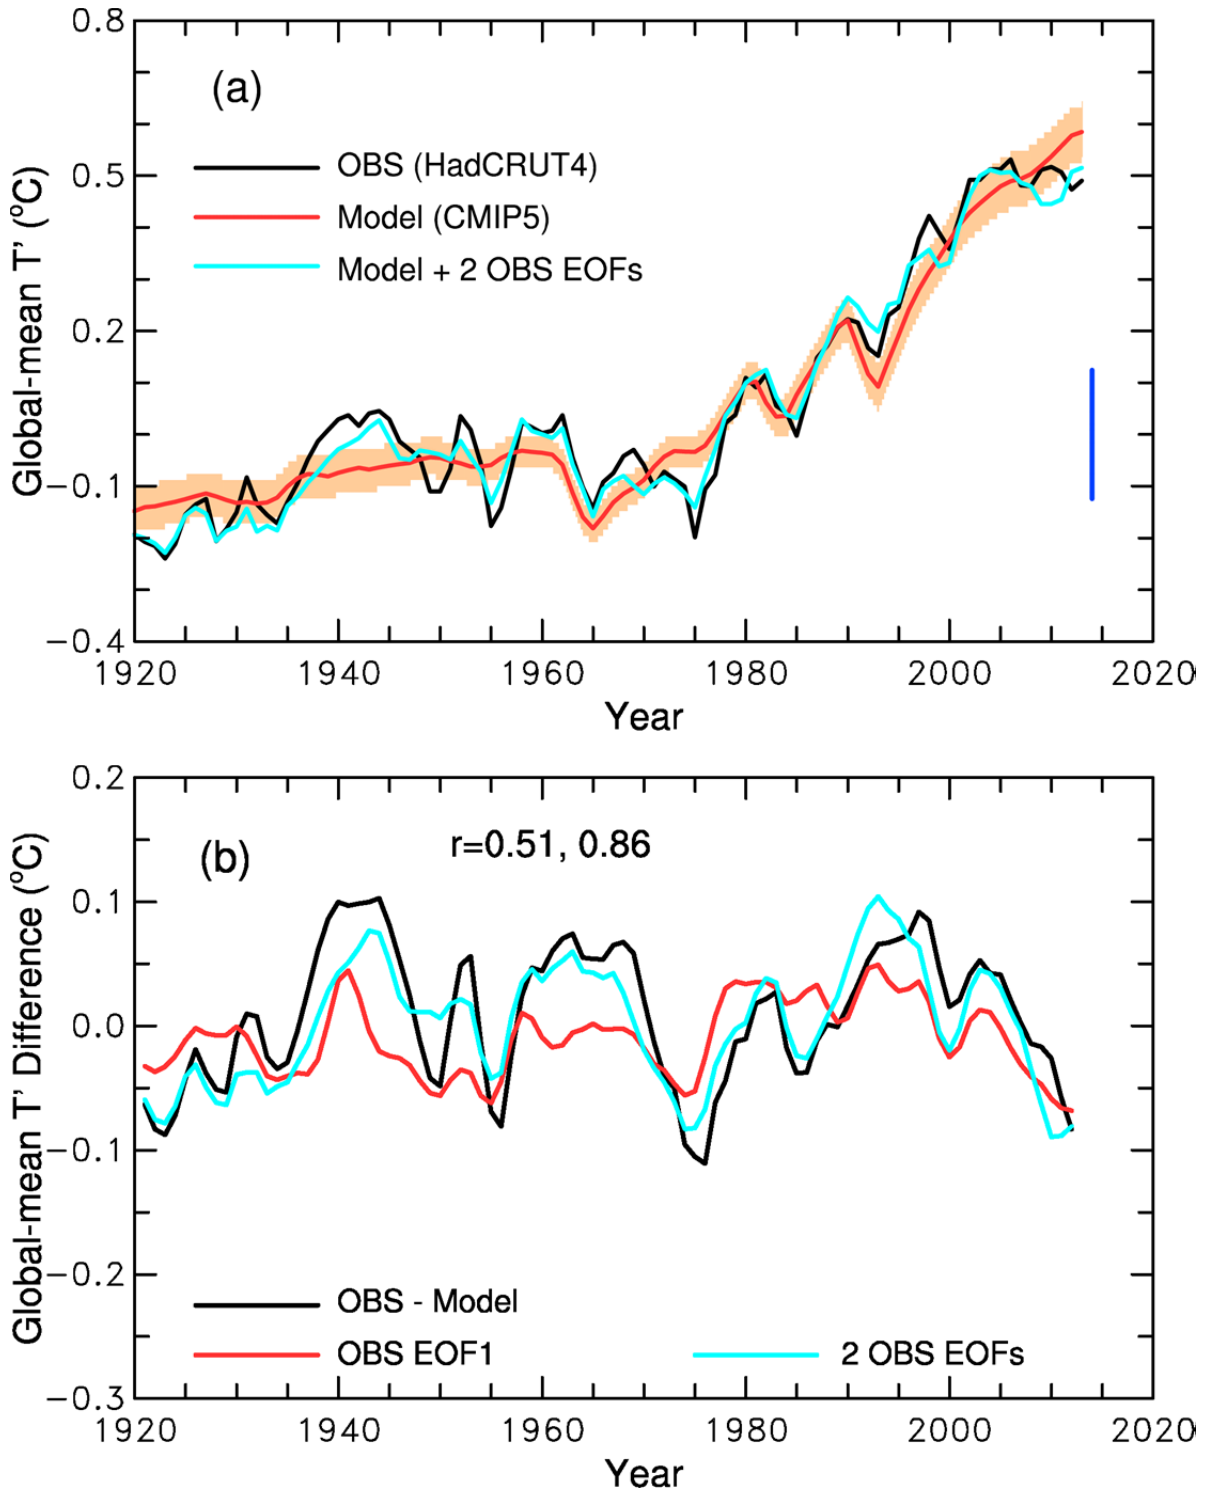 0.8
(a)
OBS (HadCRUT4)
0.5
Model (CMIP5)
Model + 2 OBS EOFs
0.2
Global-mean T' (°C)
−0.1
−0.4
1920 1940 1960 1980 2000 2020
Year
0.2
(b)
r=0.51, 0.86
0.1
0.0
Global-mean T' Difference (°C)
−0.1
−0.2
OBS - Model
OBS EOF1 2 OBS EOFs
−0.3
1920 1940 1960 1980 2000 2020
Year